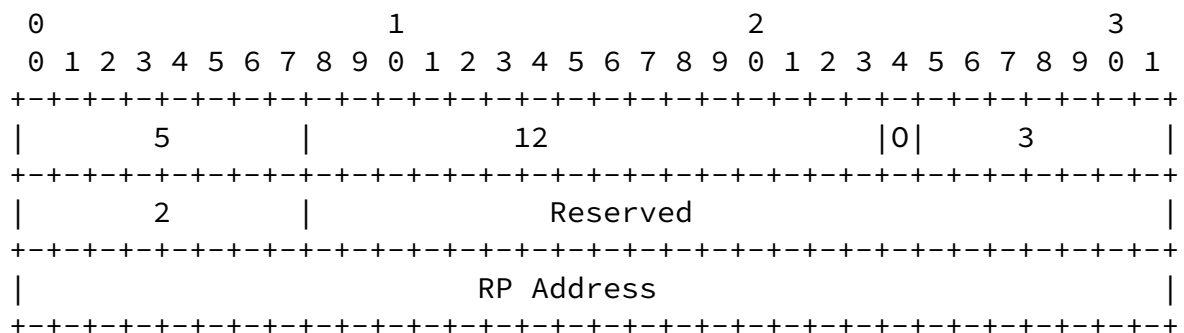 0                   1                   2                   3
 0 1 2 3 4 5 6 7 8 9 0 1 2 3 4 5 6 7 8 9 0 1 2 3 4 5 6 7 8 9 0 1
+-+-+-+-+-+-+-+-+-+-+-+-+-+-+-+-+-+-+-+-+-+-+-+-+-+-+-+-+-+-+-+-+
|       5       |           12                  |O|     3       |
+-+-+-+-+-+-+-+-+-+-+-+-+-+-+-+-+-+-+-+-+-+-+-+-+-+-+-+-+-+-+-+-+
|       2       |             Reserved                          |
+-+-+-+-+-+-+-+-+-+-+-+-+-+-+-+-+-+-+-+-+-+-+-+-+-+-+-+-+-+-+-+-+
|                         RP Address                            |
+-+-+-+-+-+-+-+-+-+-+-+-+-+-+-+-+-+-+-+-+-+-+-+-+-+-+-+-+-+-+-+-+